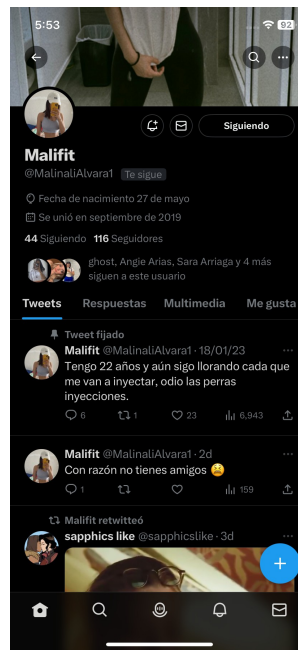 5:53
92
Siguiendo
Malifit
@MalinaliAlvara1 Te sigue
Fecha de nacimiento 27 de mayo
Se unió en septiembre de 2019
44 Siguiendo 116 Seguidores
ghost, Angie Arias, Sara Arriaga y 4 más
siguen a este usuario
Tweets Respuestas Multimedia Me gusta
Tweet fijado
Malifit @MalinaliAlvara1 · 18/01/23
Tengo 22 años y aún sigo llorando cada que
me van a inyectar, odio las perras
inyecciones.
6 1 23 6,943
Malifit @MalinaliAlvara1 · 2d
Con razón no tienes amigos 😫
1 159
Malifit retwitteó
sapphics like @sapphicslike · 3d